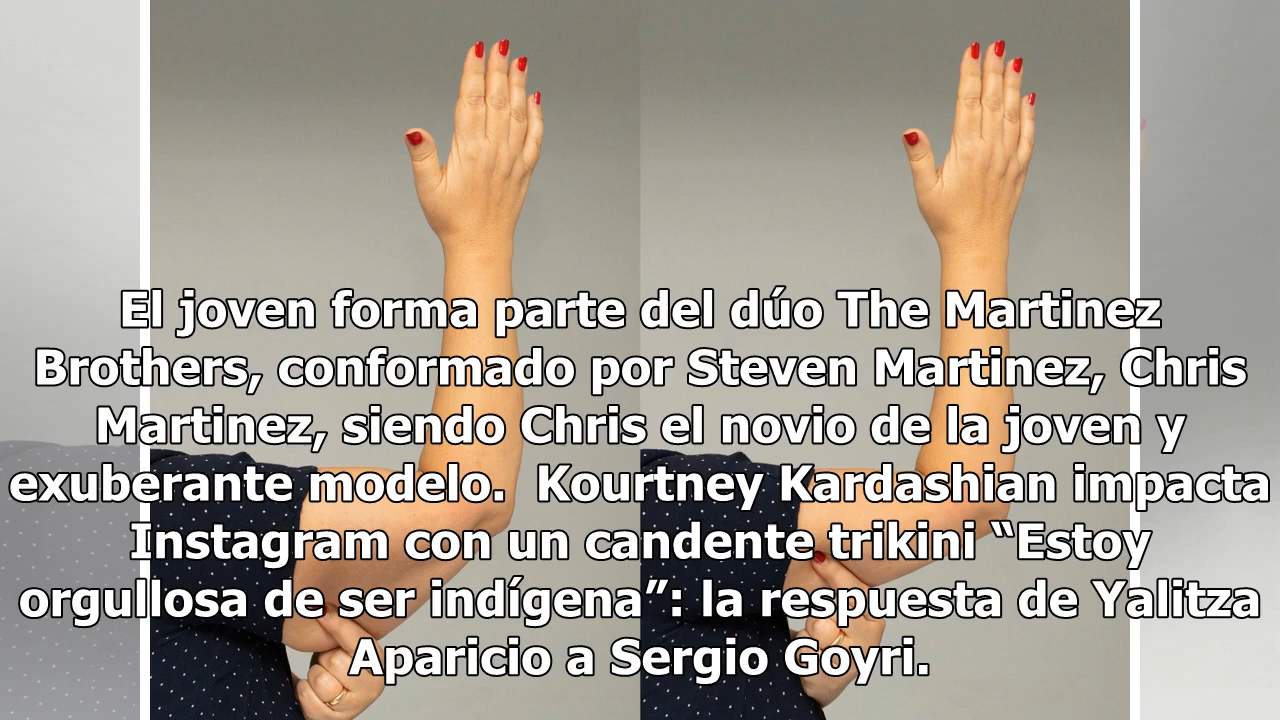 El joven forma parte del dúo The Martinez
Brothers, conformado por Steven Martinez, Chris
Martinez, siendo Chris el novio de la joven y
exuberante modelo.  Kourtney Kardashian impacta
Instagram con un candente trikini “Estoy
orgullosa de ser indígena”: la respuesta de Yalitza
Aparicio a Sergio Goyri.